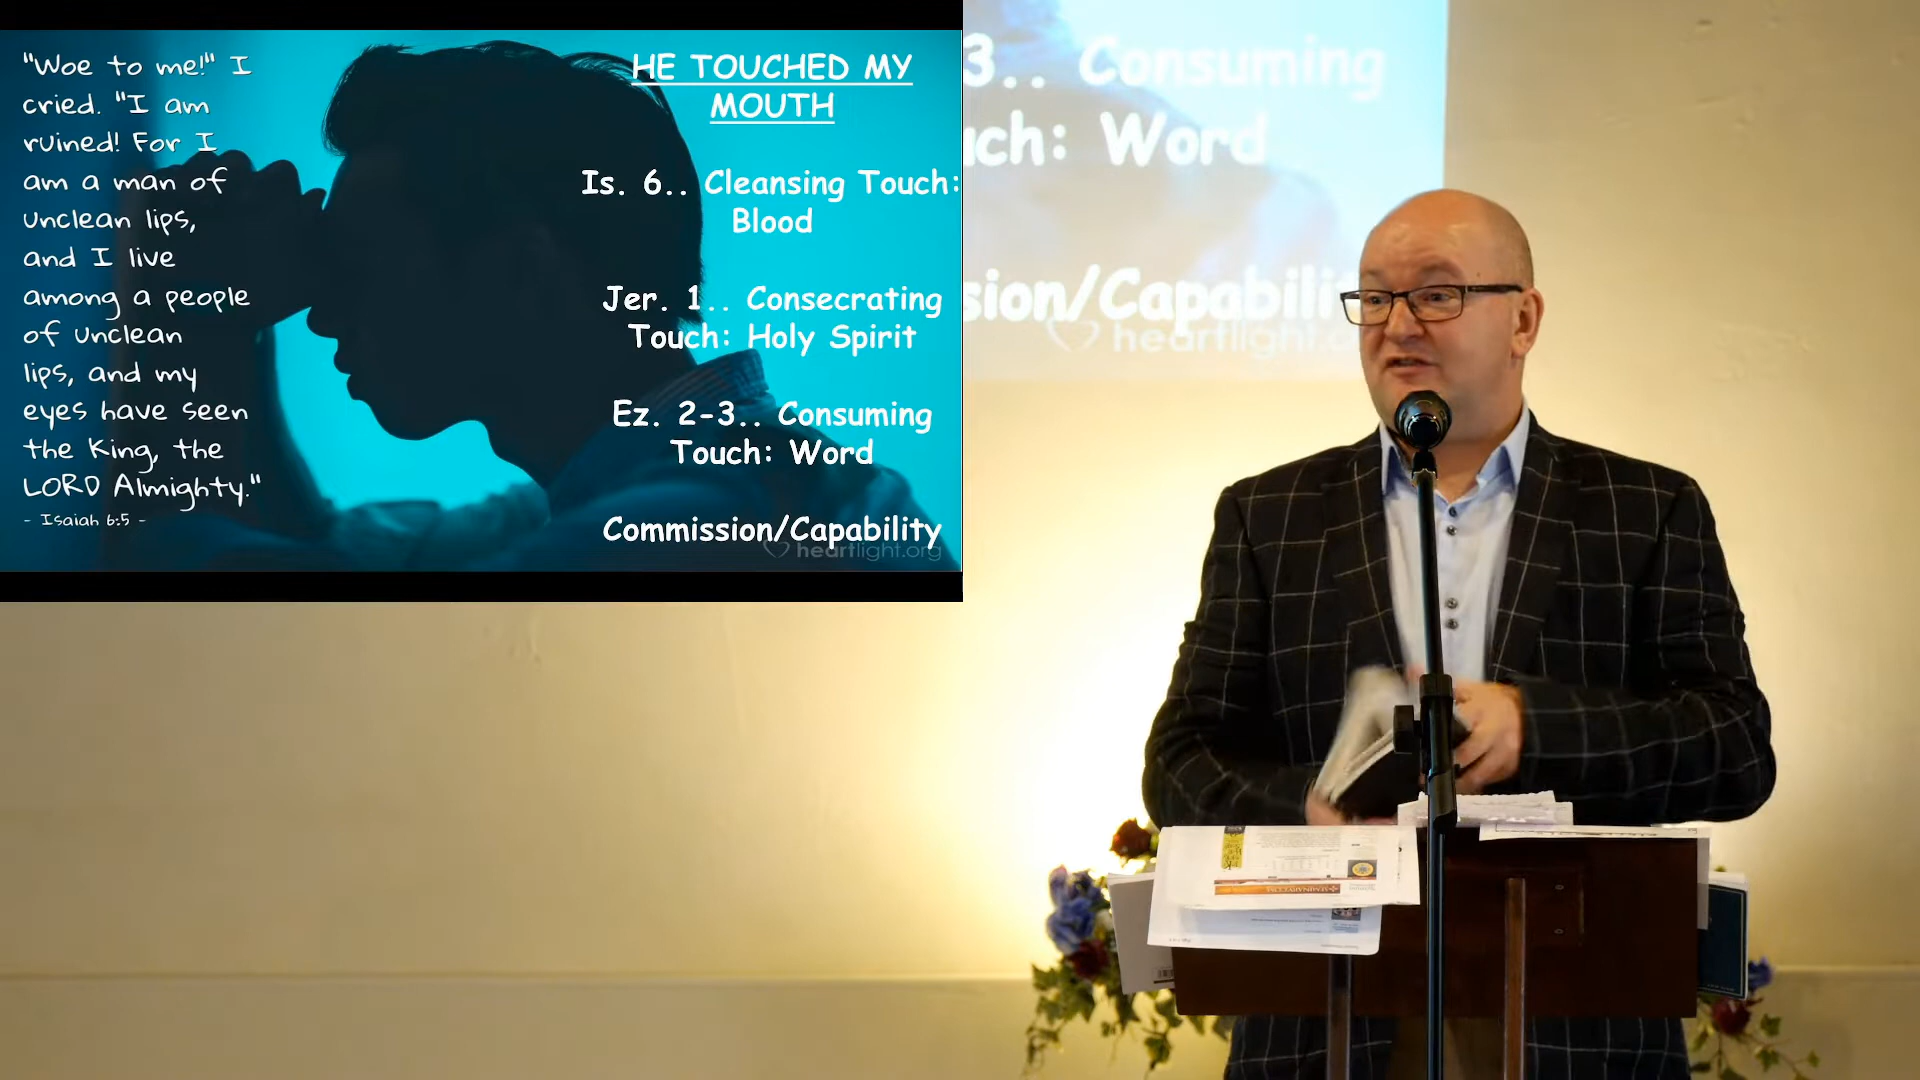 "Woe to me!" I
cried. "I am
ruined! For I
am a man of
unclean lips,
and I live
among a people
of unclean
lips, and my
eyes have seen
the King, the
LORD Almighty."
- Isaiah 6:5 -
HE TOUCHED MY
MOUTH
Is. 6.. Cleansing Touch:
Blood
Jer. 1.. Consecrating
Touch: Holy Spirit
Ez. 2-3.. Consuming
Touch: Word
Commission/Capability
heartlight.org
3.. Consuming
uch: Word
sion/Capabilit
heartlight.o